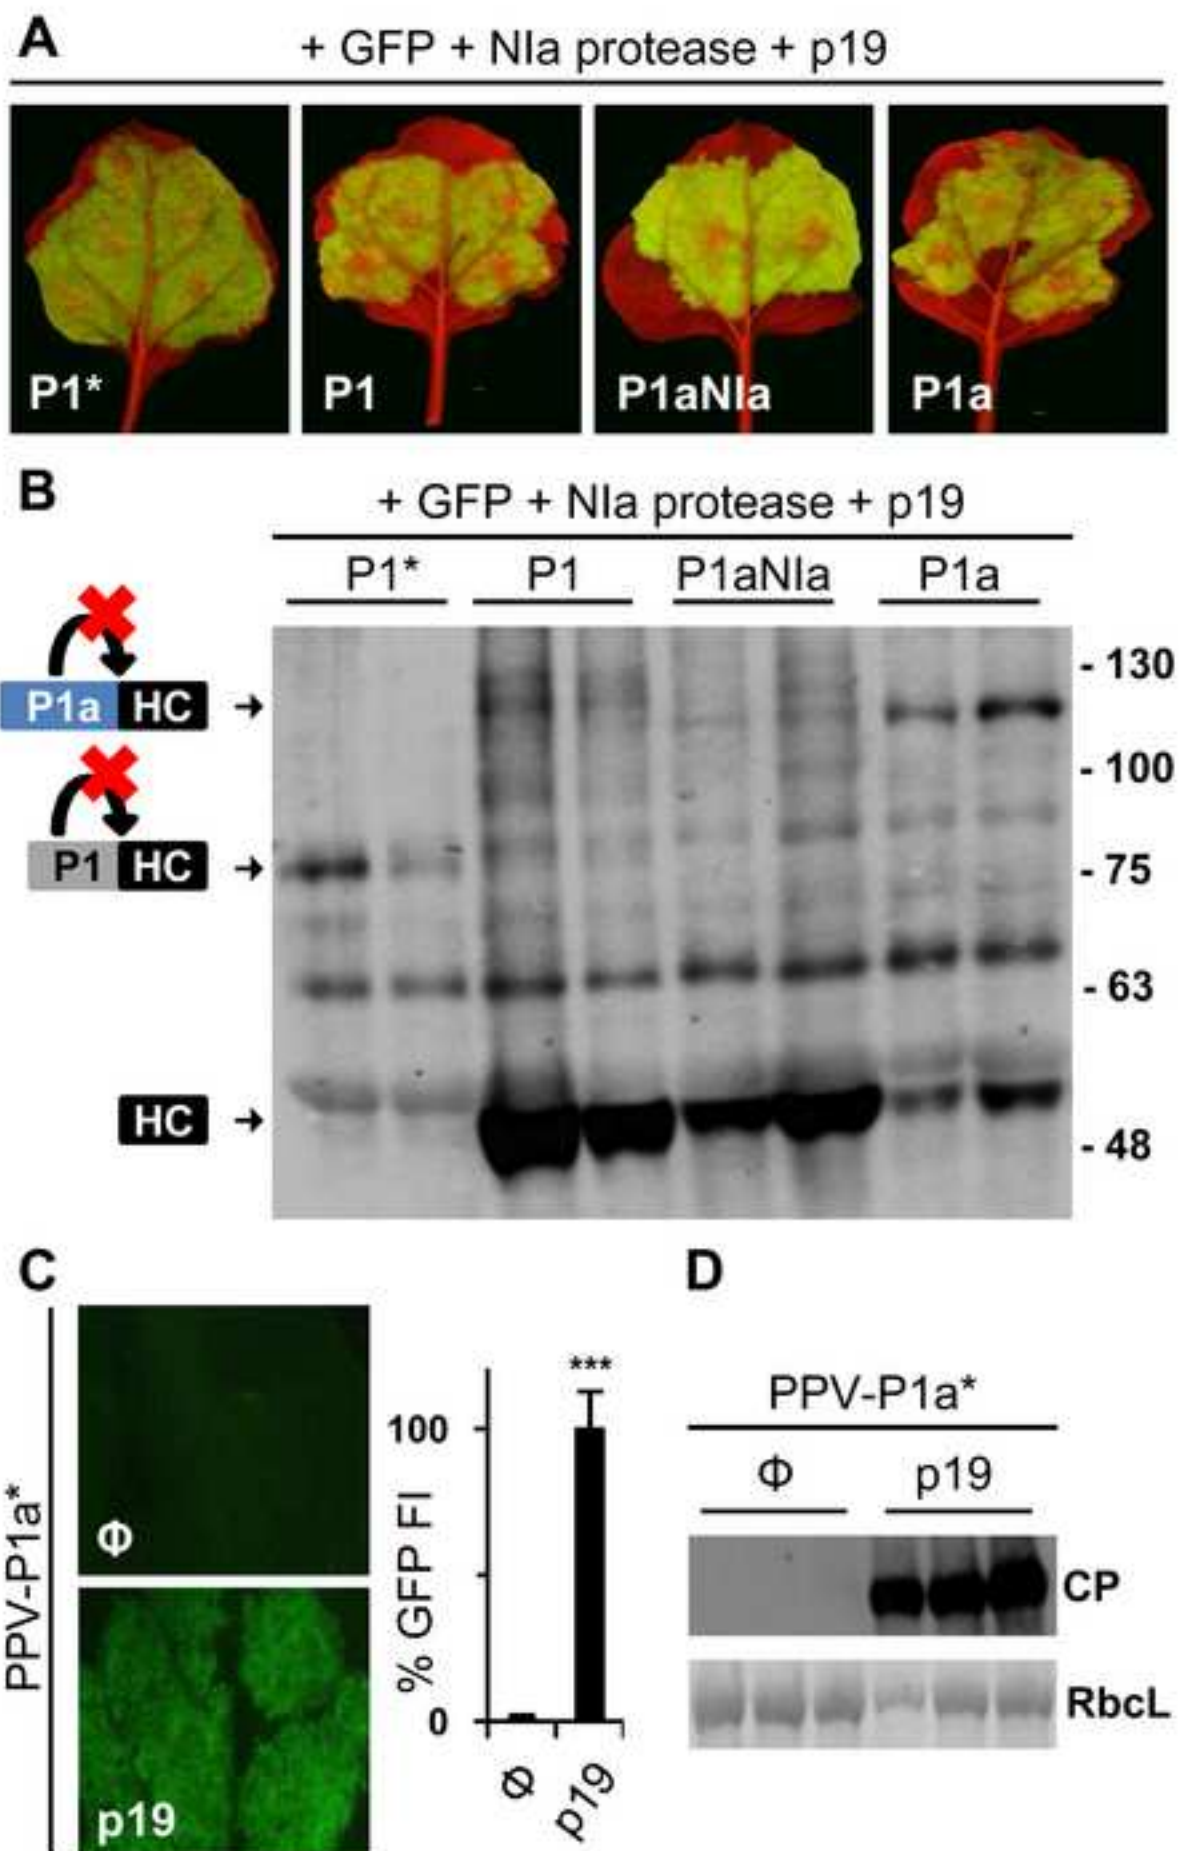 A
+ GFP + NIa protease + p19
P1*
P1
P1aNIa
P1a
B
+ GFP + NIa protease + p19
P1*
P1
P1aNIa
P1a
- 130
P1a HC →
- 100
P1 HC →
- 75
- 63
HC →
- 48
C
D
PPV-P1a*
Φ
p19
% GFP FI
100
0
***
Φ
p19
PPV-P1a*
Φ
p19
CP
RbcL